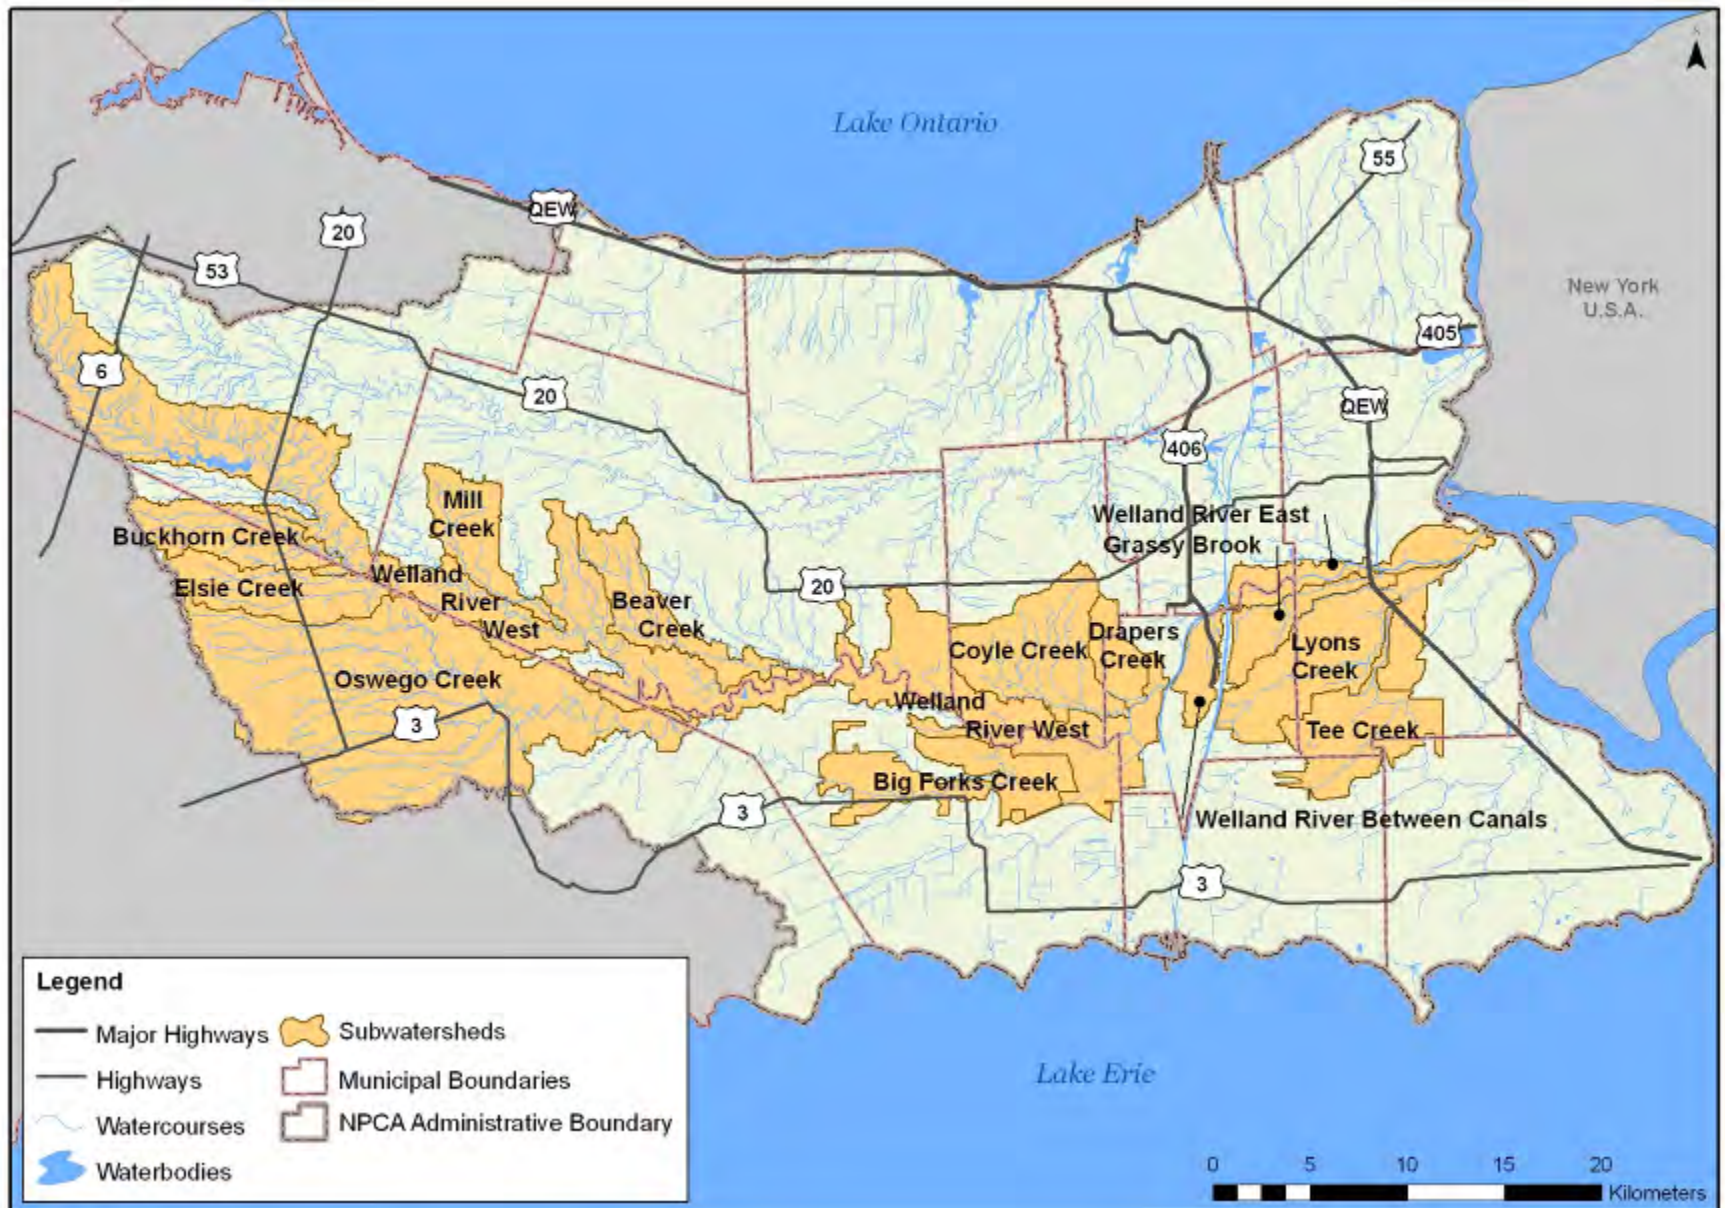 Lake Ontario
55
QEW
20
53
New York
U.S.A.
405
6
20
QEW
406
Mill
Creek
Welland River East
Buckhorn Creek
Grassy Brook
Welland
River
West
Elsie Creek
20
Beaver
Creek
Drapers
Creek
Coyle Creek
Lyons
Creek
Oswego Creek
Welland
River West
3
Tee Creek
Big Forks Creek
3
Welland River Between Canals
3
Legend
Major Highways
Subwatersheds
Highways
Municipal Boundaries
Watercourses
NPCA Administrative Boundary
Waterbodies
Lake Erie
0 5 10 15 20
Kilometers